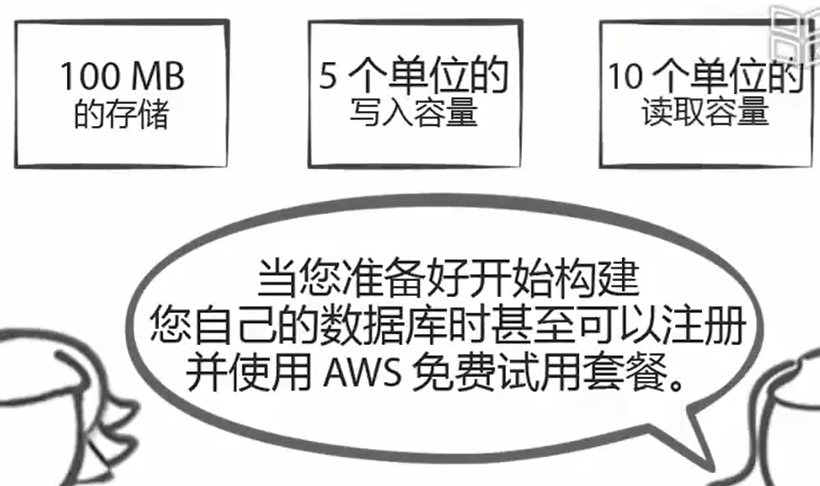 100 MB
的存储
5 个单位的
写入容量
10 个单位的
读取容量
当您准备好开始构建
您自己的数据库时甚至可以注册
并使用 AWS 免费试用套餐。